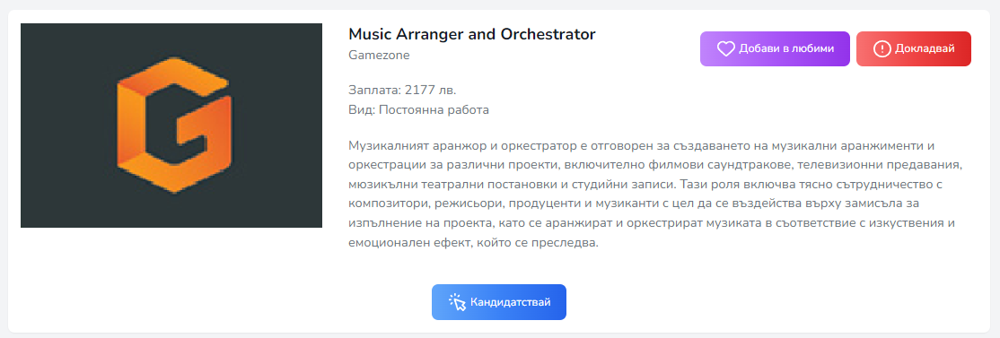 Music Arranger and Orchestrator
Gamezone
Добави в любими
Докладвай
Заплата: 2177 лв.
Вид: Постоянна работа
Музикалният аранжор и оркестратор е отговорен за създаването на музикални аранжименти и
оркестрации за различни проекти, включително филмови саундтракове, телевизионни предавания,
мюзикълни театрални постановки и студийни записи. Тази роля включва тясно сътрудничество с
композитори, режисьори, продуценти и музиканти с цел да се въздейства върху замисъла за
изпълнение на проекта, като се аранжират и оркестрират музиката в съответствие с изкуствения и
емоционален ефект, който се преследва.
Кандидатствай